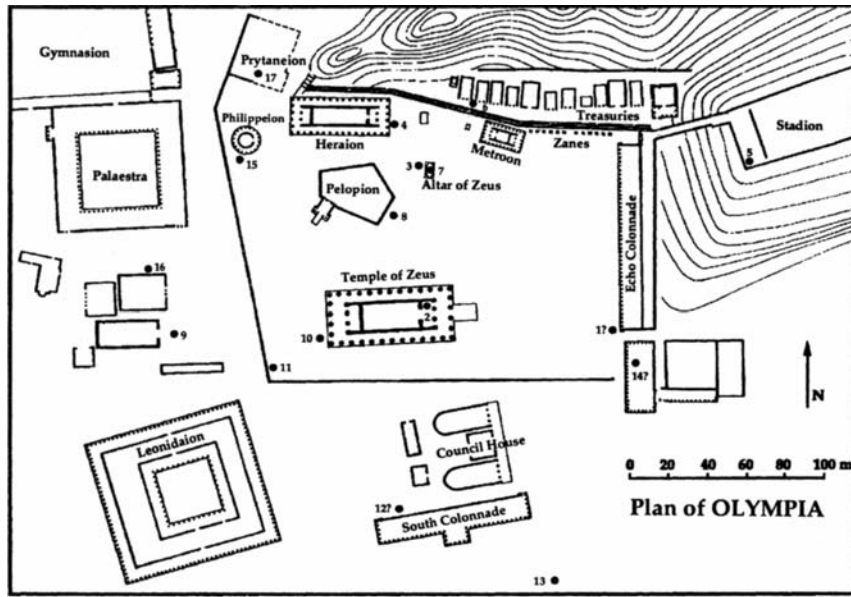 Gymnasion
Prytaneion
17
Philippeion
15
Heraion
4
6
Treasuries
Metroon
Zanes
Stadion
5
Palaestra
3
7
Altar of Zeus
Pelopion
8
16
Temple of Zeus
2
Echo Colonnade
1?
10
9
11
14?
N
Leonidaion
Council House
12?
South Colonnade
0 20 40 60 80 100 m
Plan of OLYMPIA
13